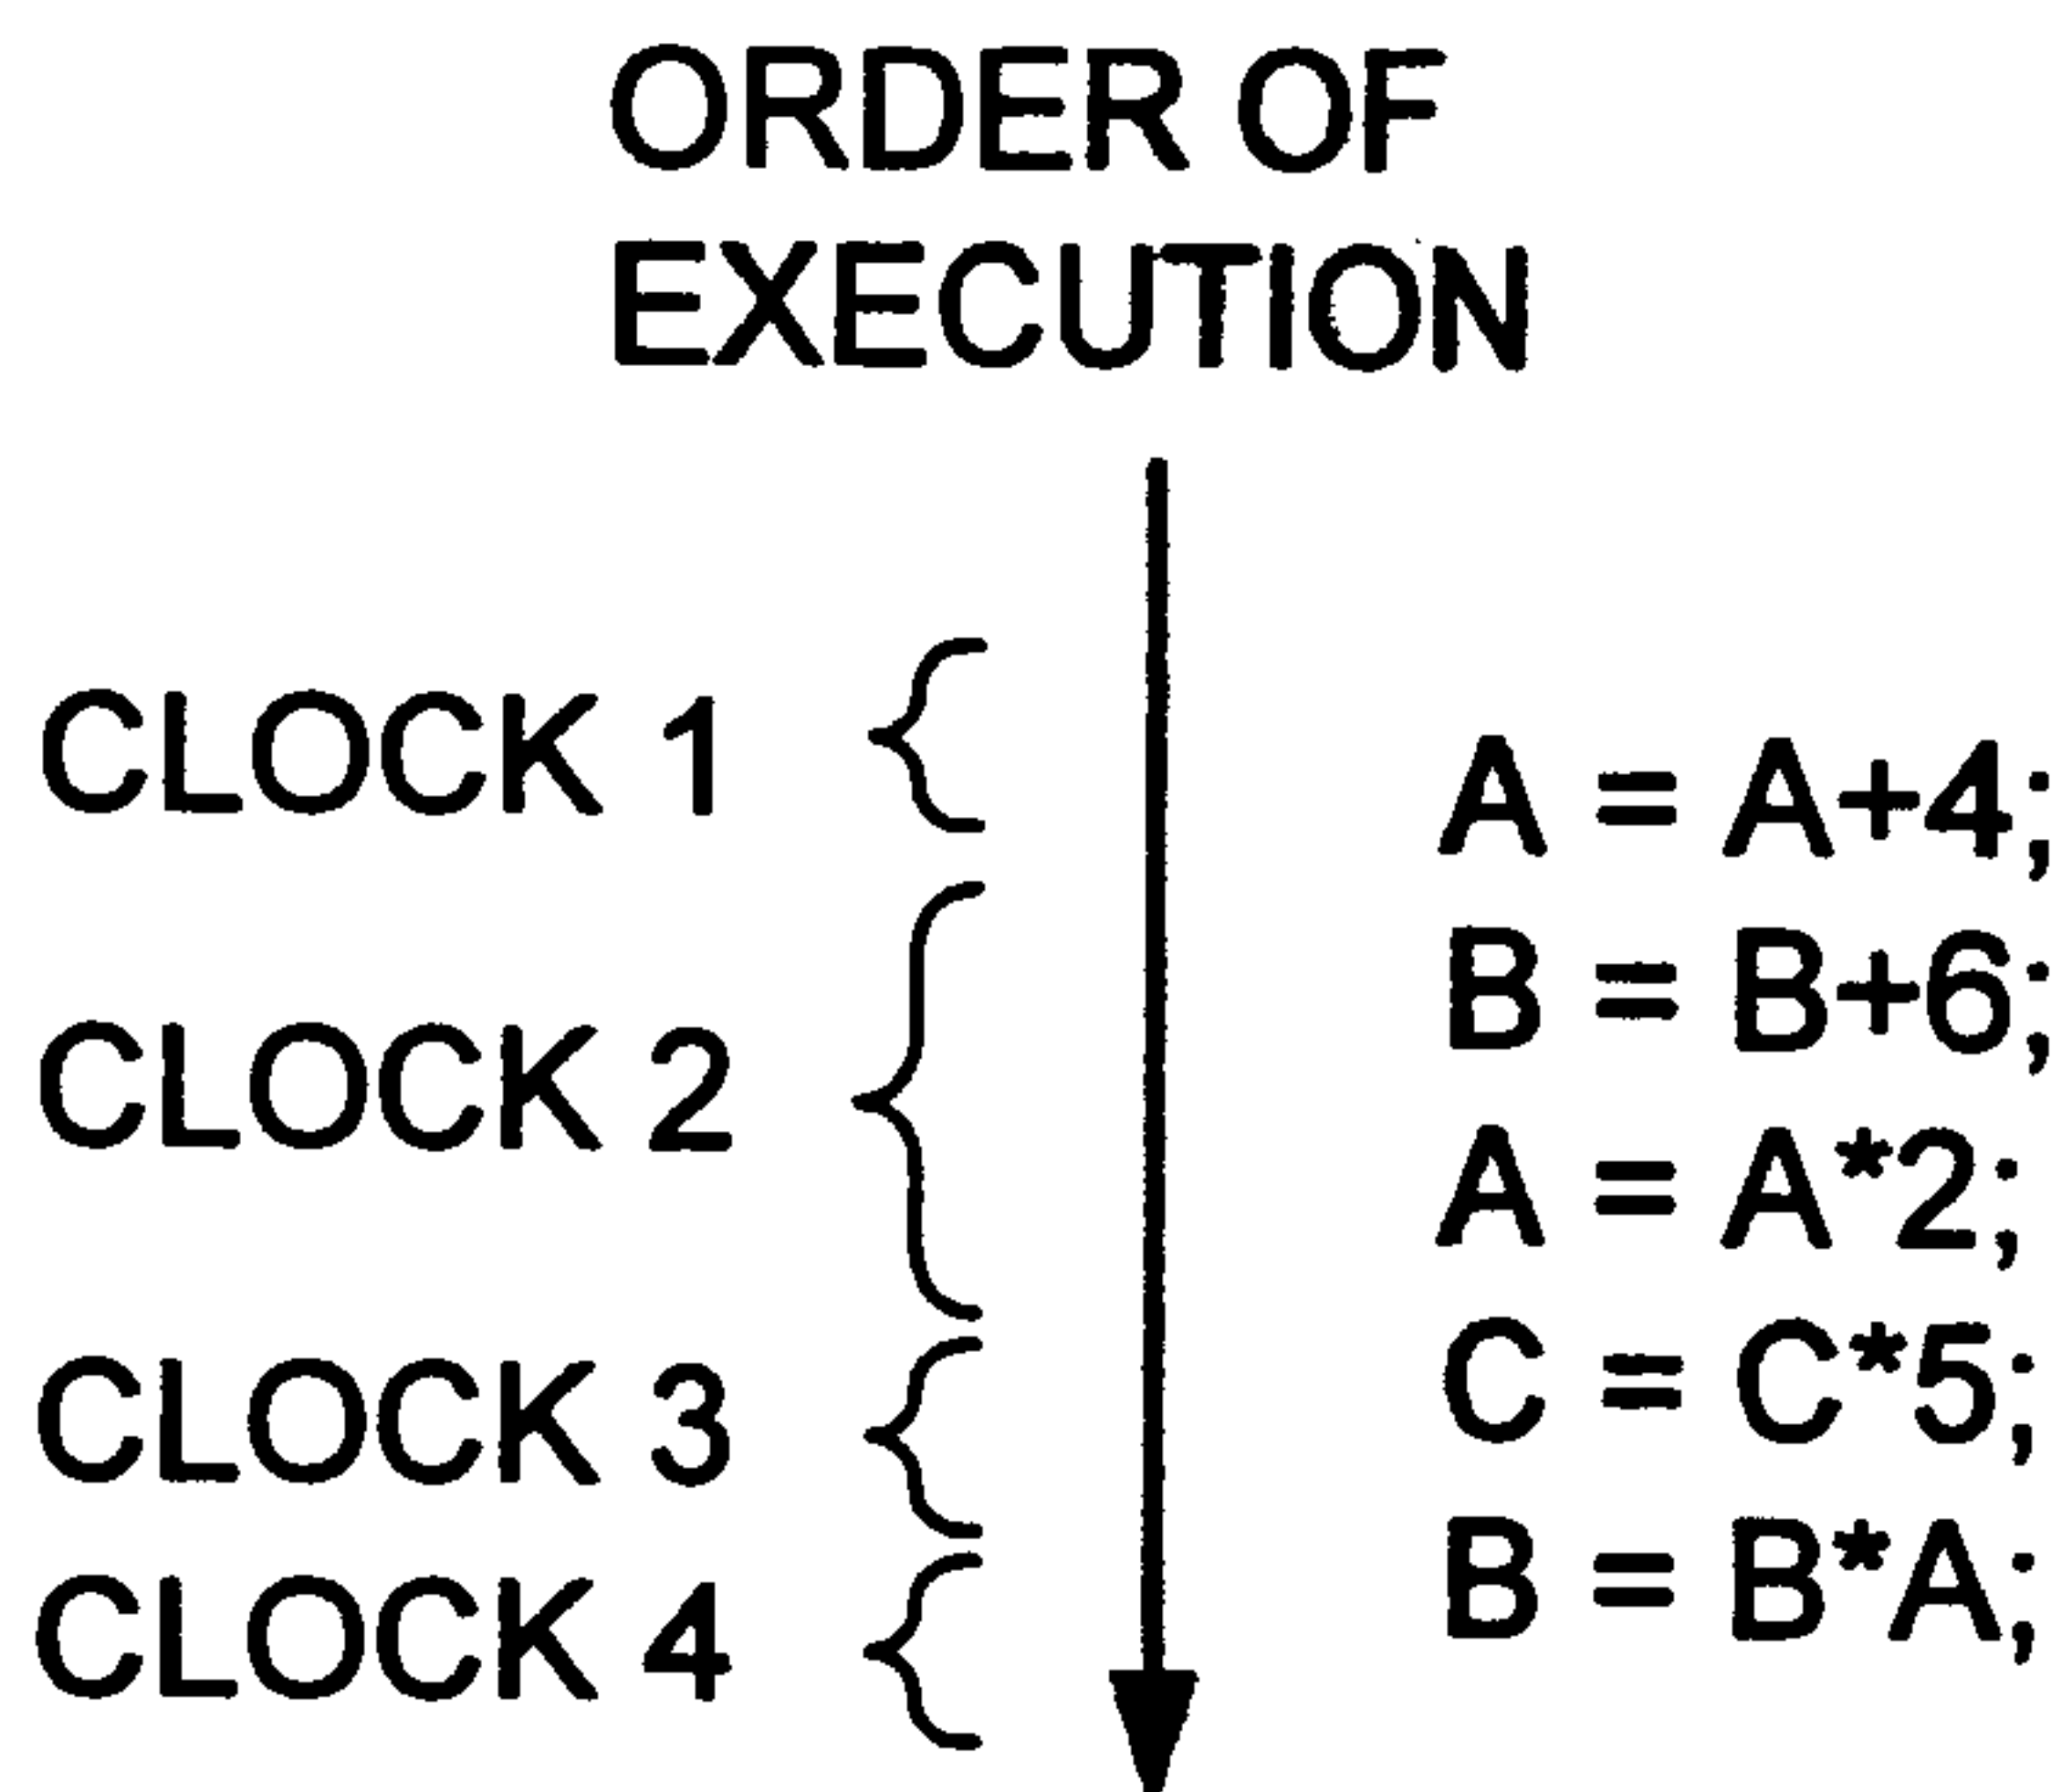 ORDER OF
EXECUTION
CLOCK 1
A = A+4;
B = B+6;
CLOCK 2
A = A*2;
C = C*5;
CLOCK 3
B = B*A;
CLOCK 4